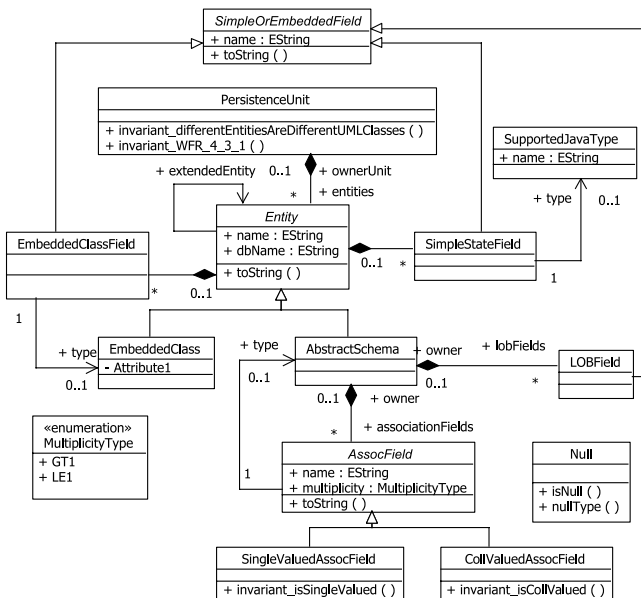 SimpleOrEmbeddedField
+ name : EString
+ toString ( )
PersistenceUnit
+ invariant_differentEntitiesAreDifferentUMLClasses ( )
+ invariant_WFR_4_3_1 ( )
SupportedJavaType
+ name : EString
+ extendedEntity
0..1
+ ownerUnit
*
+ entities
+ type
0..1
Entity
+ name : EString
+ dbName : EString
+ toString ( )
EmbeddedClassField
SimpleStateField
0..1
*
1
*
0..1
1
+ type
0..1
EmbeddedClass
- Attribute1
+ type
0..1
AbstractSchema
+ owner
0..1
+ lobFields
*
LOBField
0..1
+ owner
*
+ associationFields
«enumeration»
MultiplicityType
+ GT1
+ LE1
1
AssocField
+ name : EString
+ multiplicity : MultiplicityType
+ toString ( )
Null
+ isNull ( )
+ nullType ( )
SingleValuedAssocField
+ invariant_isSingleValued ( )
CollValuedAssocField
+ invariant_isCollValued ( )